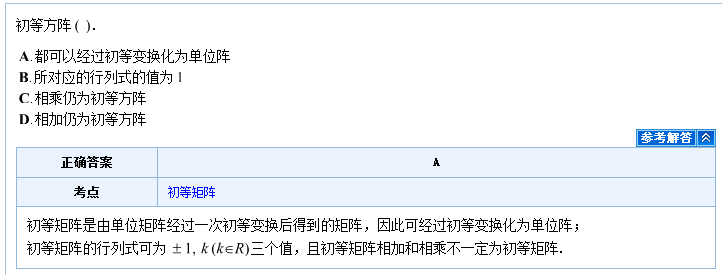 初等方阵 ( ).
A.都可以经过初等变换化为单位阵
B.所对应的行列式的值为 1
C.相乘仍为初等方阵
D.相加仍为初等方阵
参考解答
正确答案 A
考点 初等矩阵
初等矩阵是由单位矩阵经过一次初等变换后得到的矩阵，因此可经过初等变换化为单位阵；
初等矩阵的行列式可为 ±1, k (k∈R)三个值，且初等矩阵相加和相乘不一定为初等矩阵.